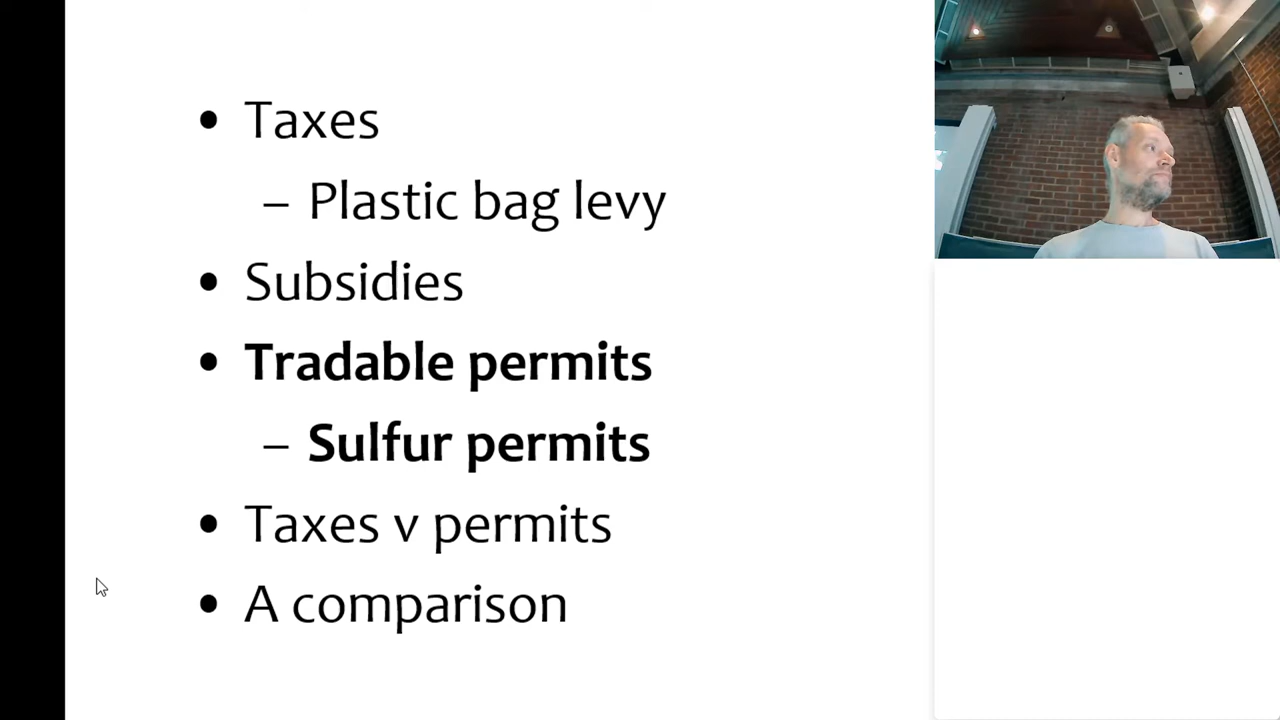 • Taxes
– Plastic bag levy
• Subsidies
• Tradable permits
– Sulfur permits
• Taxes v permits
• A comparison